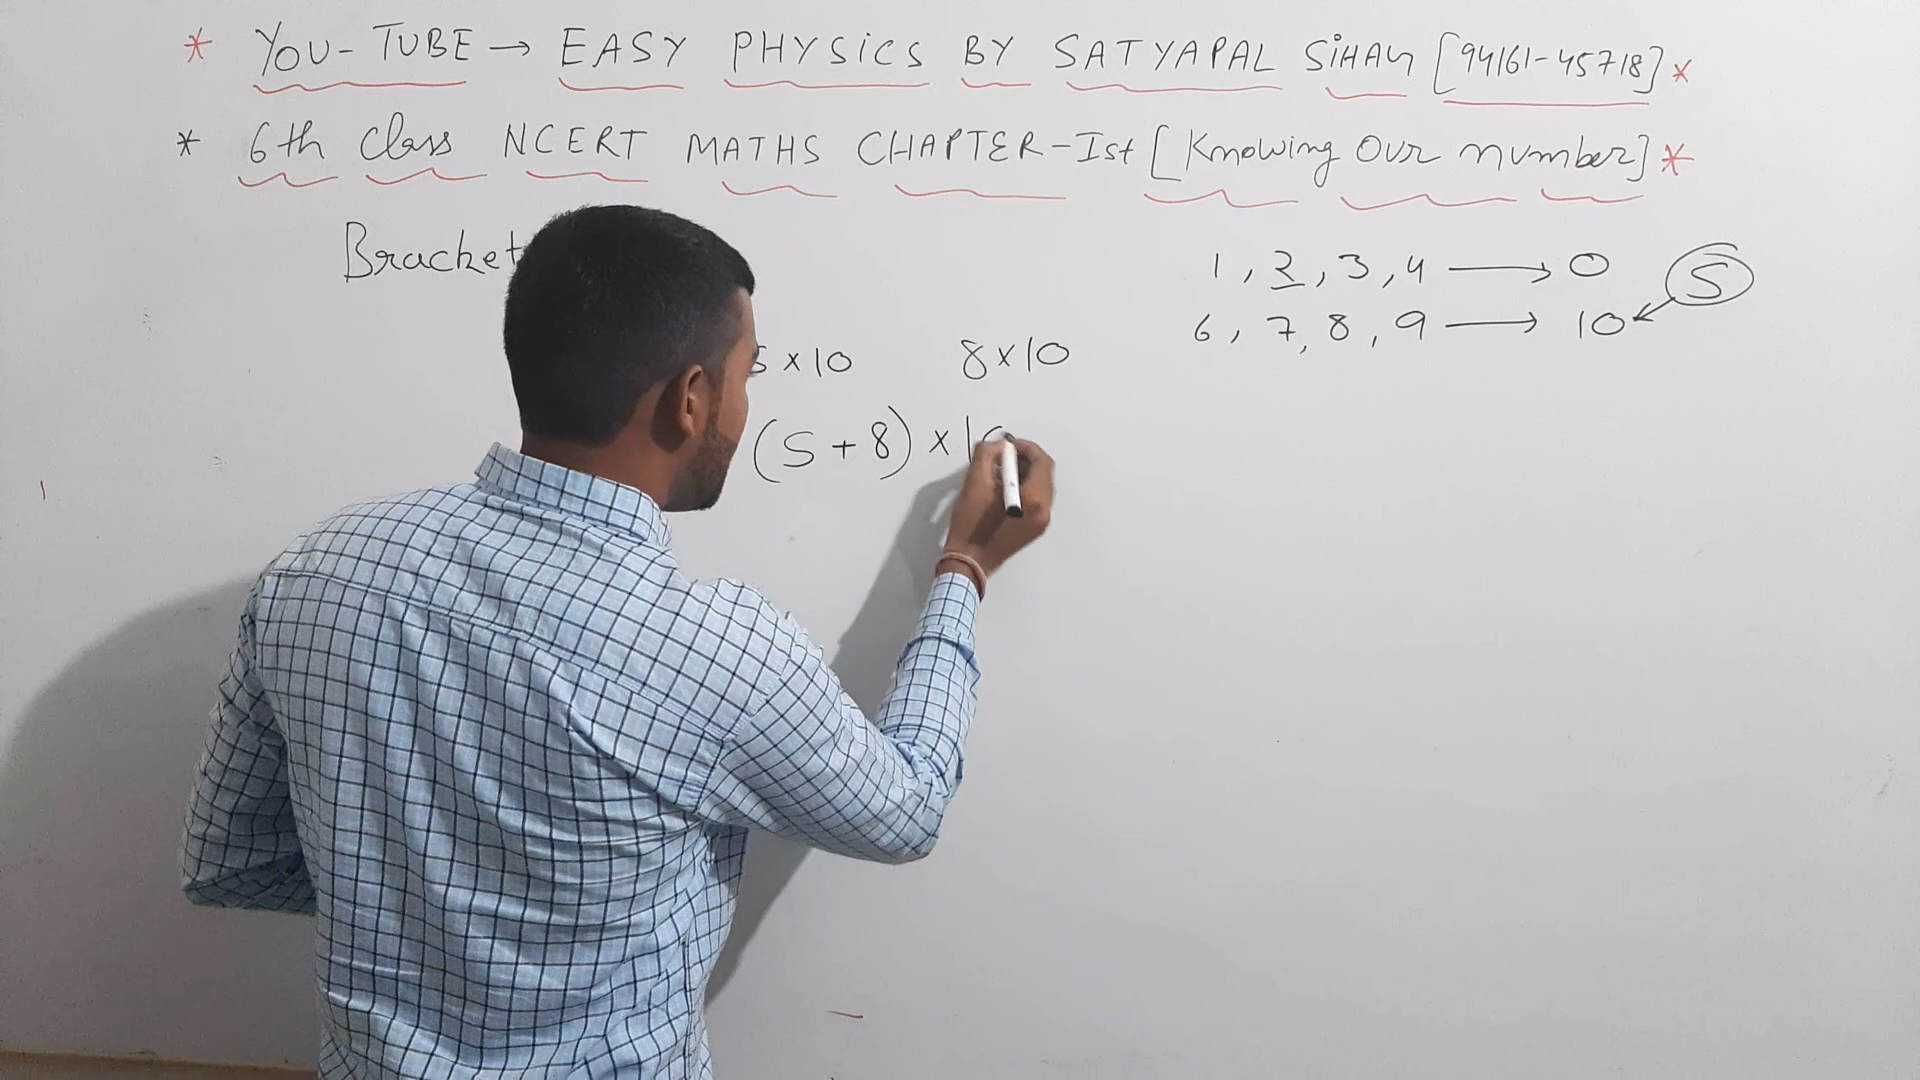 * YOU-TUBE → EASY PHYSICS BY SATYAPAL SIHAG [94161-45718] *
* 6th Class NCERT MATHS CHAPTER-Ist [Knowing Our number] *
Bracket
1, 2, 3, 4 → 0 5
6, 7, 8, 9 → 10
5 × 10 8 × 10
(5 + 8) × 10